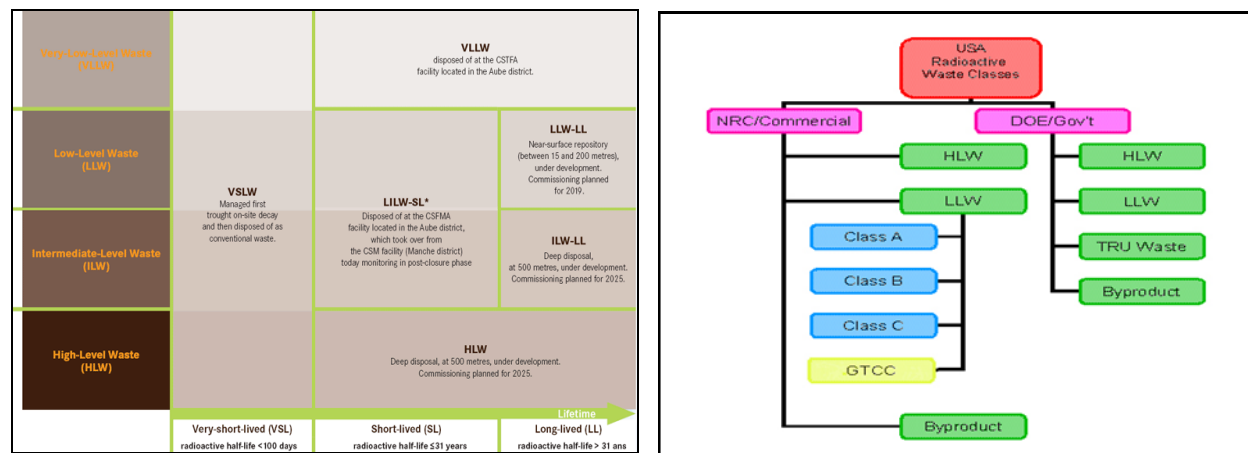 Very-Low-Level Waste
(VLLW)
VLLW
disposed of at the CSTFA
facility located in the Aube district.
Low-Level Waste
(LLW)
Intermediate-Level Waste
(ILW)
VSLW
Managed first
trought on-site decay
and then disposed of as
conventional waste.
LILW-SL*
Disposed of at the CSFMA
facility located in the Aube district,
which took over from
the CSM facility (Manche district)
today monitoring in post-closure phase
LLW-LL
Near-surface repository
(between 15 and 200 metres),
under development.
Commissioning planned
for 2019.
ILW-LL
Deep disposal,
at 500 metres, under development.
Commissioning planned for 2025.
High-Level Waste
(HLW)
HLW
Deep disposal, at 500 metres, under development.
Commissioning planned for 2025.
Lifetime
Very-short-lived (VSL)
radioactive half-life <100 days
Short-lived (SL)
radioactive half-life ≤31 years
Long-lived (LL)
radioactive half-life > 31 ans
USA
Radioactive
Waste Classes
NRC/Commercial
HLW
LLW
Class A
Class B
Class C
GTCC
Byproduct
DOE/Gov't
HLW
LLW
TRU Waste
Byproduct